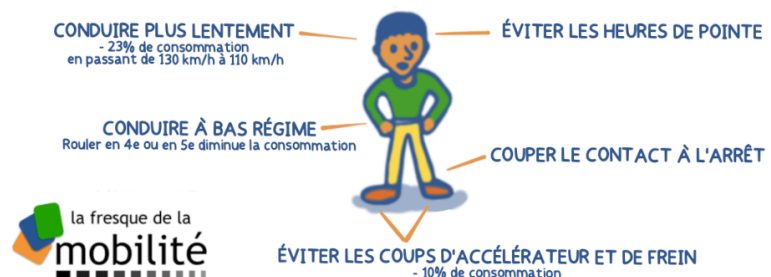 CONDUIRE PLUS LENTEMENT
- 23% de consommation
en passant de 130 km/h à 110 km/h
ÉVITER LES HEURES DE POINTE
CONDUIRE À BAS RÉGIME
Rouler en 4e ou en 5e diminue la consommation
COUPER LE CONTACT À L'ARRÊT
la fresque de la
mobilité
ÉVITER LES COUPS D'ACCÉLÉRATEUR ET DE FREIN
- 10% de consommation